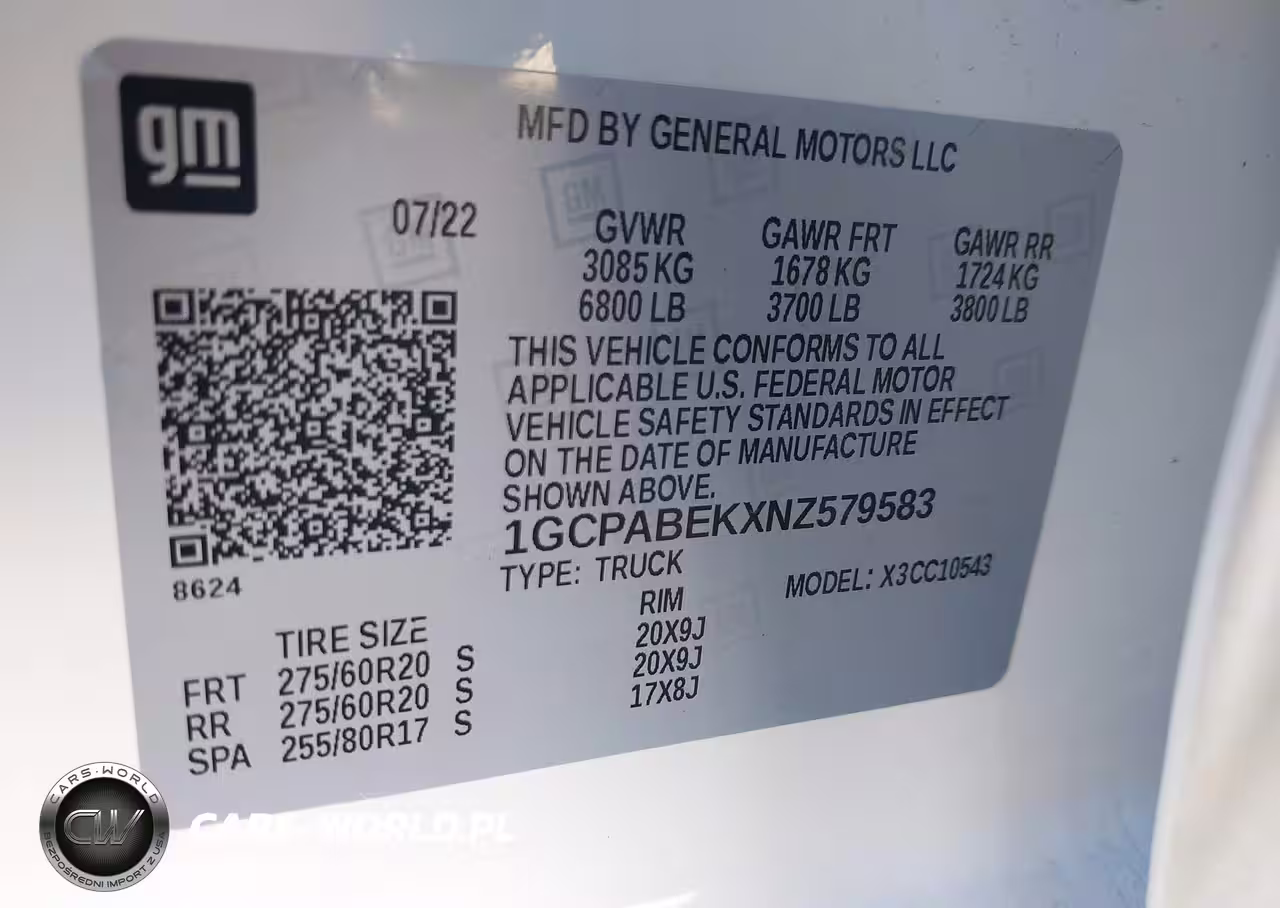 gm
MFD BY GENERAL MOTORS LLC
07/22
GVWR GAWR FRT GAWR RR
3085 KG 1678 KG 1724 KG
6800 LB 3700 LB 3800 LB
THIS VEHICLE CONFORMS TO ALL
APPLICABLE U.S. FEDERAL MOTOR
VEHICLE SAFETY STANDARDS IN EFFECT
ON THE DATE OF MANUFACTURE
SHOWN ABOVE.
1GCPABEKXNZ579583
TYPE: TRUCK MODEL: X3CC10543
8624
TIRE SIZE RIM
FRT 275/60R20 S 20X9J
RR 275/60R20 S 20X9J
SPA 255/80R17 S 17X8J
CARS-WORLD
CW
BEZPOŚREDNI IMPORT Z USA
CARS-WORLD.PL